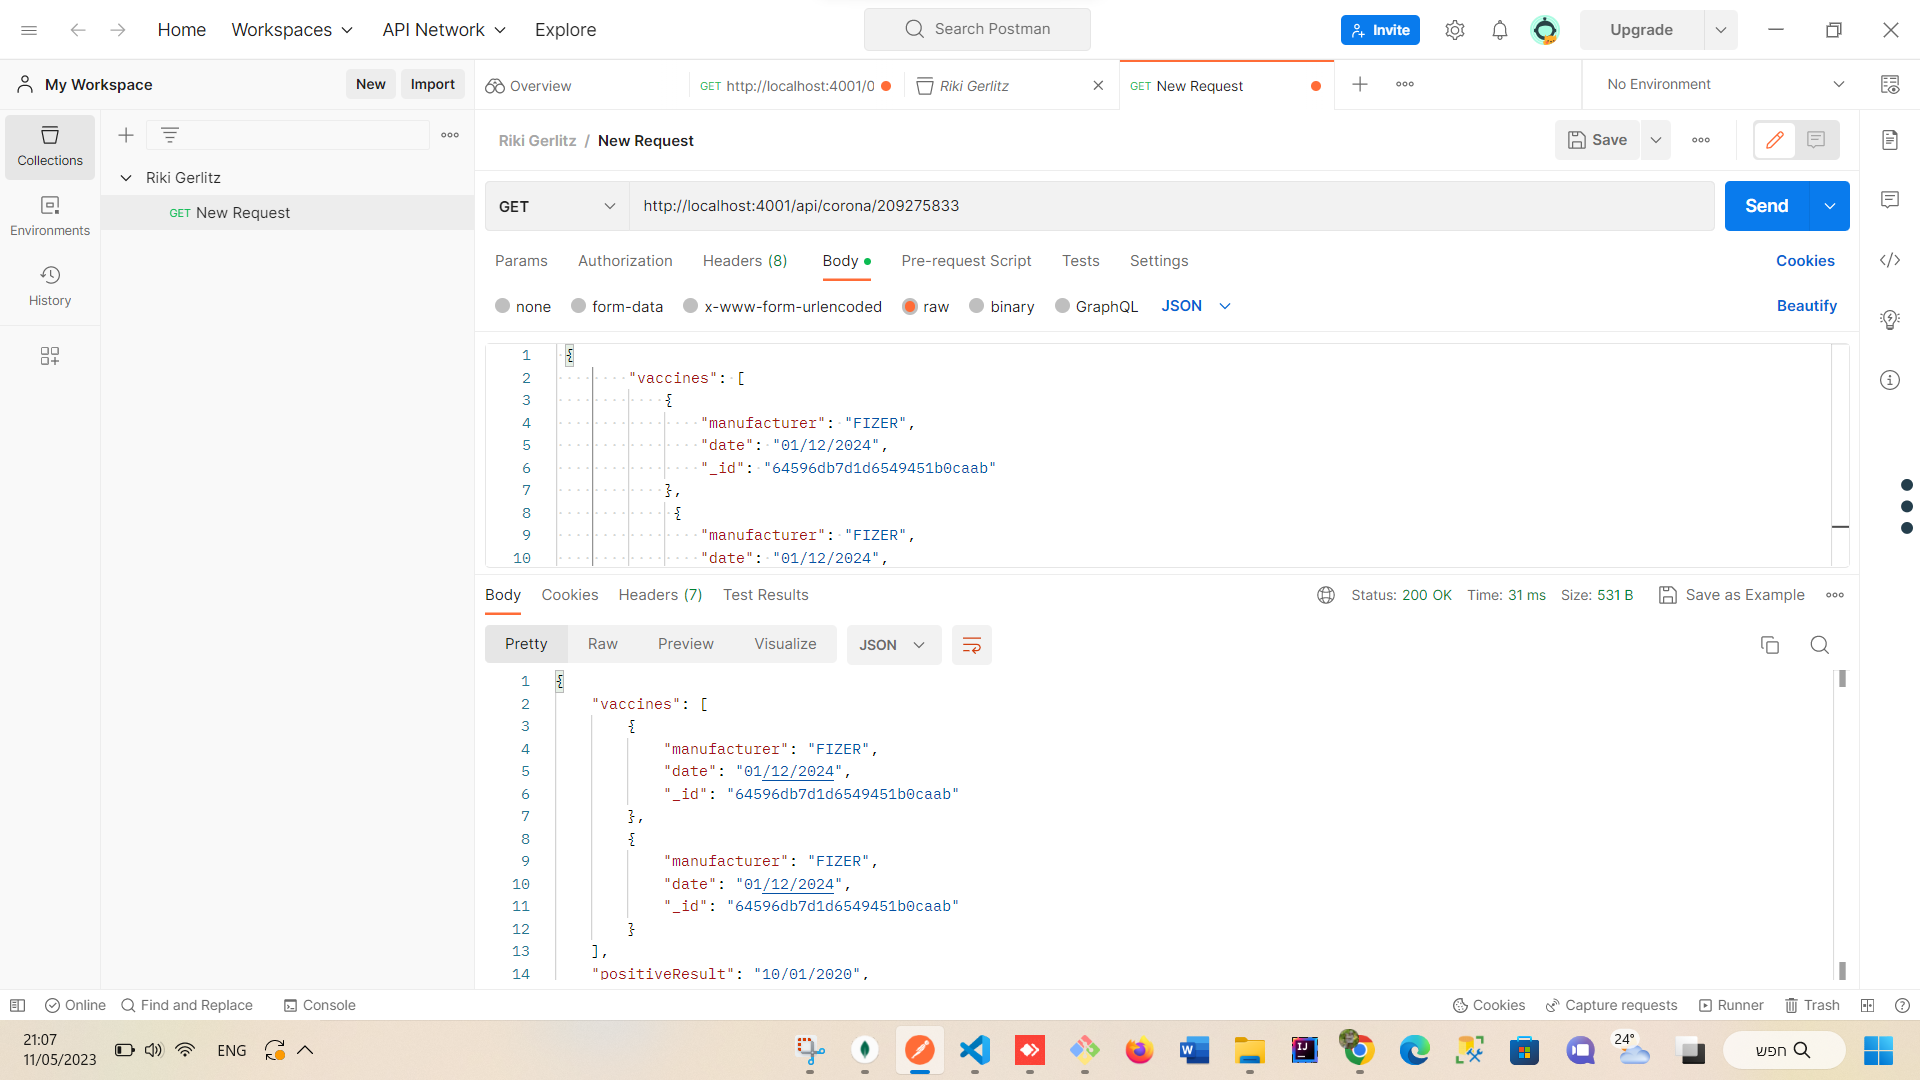 Home Workspaces API Network Explore Search Postman Invite Upgrade
My Workspace New Import Overview GET http://localhost:4001/0 Riki Gerlitz GET New Request No Environment
Collections
Environments
History
Riki Gerlitz
GET New Request
Riki Gerlitz / New Request Save
GET http://localhost:4001/api/corona/209275833 Send
Params Authorization Headers (8) Body Pre-request Script Tests Settings Cookies
none form-data x-www-form-urlencoded raw binary GraphQL JSON Beautify
1 {
2 "vaccines": [
3 {
4 "manufacturer": "FIZER",
5 "date": "01/12/2024",
6 "_id": "64596db7d1d6549451b0caab"
7 },
8 {
9 "manufacturer": "FIZER",
10 "date": "01/12/2024",
Body Cookies Headers (7) Test Results Status: 200 OK Time: 31 ms Size: 531 B Save as Example
Pretty Raw Preview Visualize JSON
1 {
2 "vaccines": [
3 {
4 "manufacturer": "FIZER",
5 "date": "01/12/2024",
6 "_id": "64596db7d1d6549451b0caab"
7 },
8 {
9 "manufacturer": "FIZER",
10 "date": "01/12/2024",
11 "_id": "64596db7d1d6549451b0caab"
12 }
13 ],
14 "positiveResult": "10/01/2020",
Online Find and Replace Console Cookies Capture requests Runner Trash
21:07
11/05/2023
ENG
24°
חפש